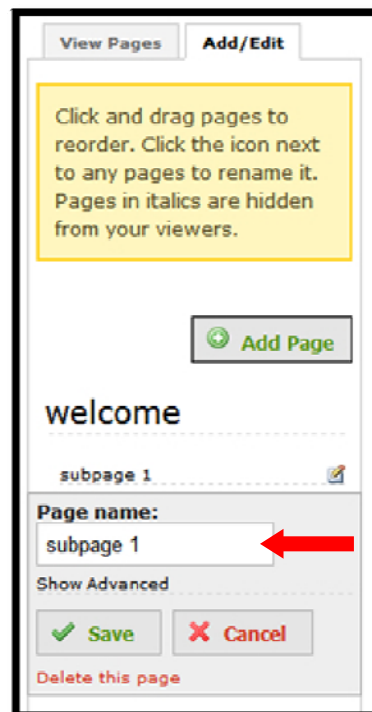 View Pages Add/Edit
Click and drag pages to
reorder. Click the icon next
to any pages to rename it.
Pages in italics are hidden
from your viewers.
Add Page
welcome
subpage 1
Page name:
subpage 1
Show Advanced
Save Cancel
Delete this page